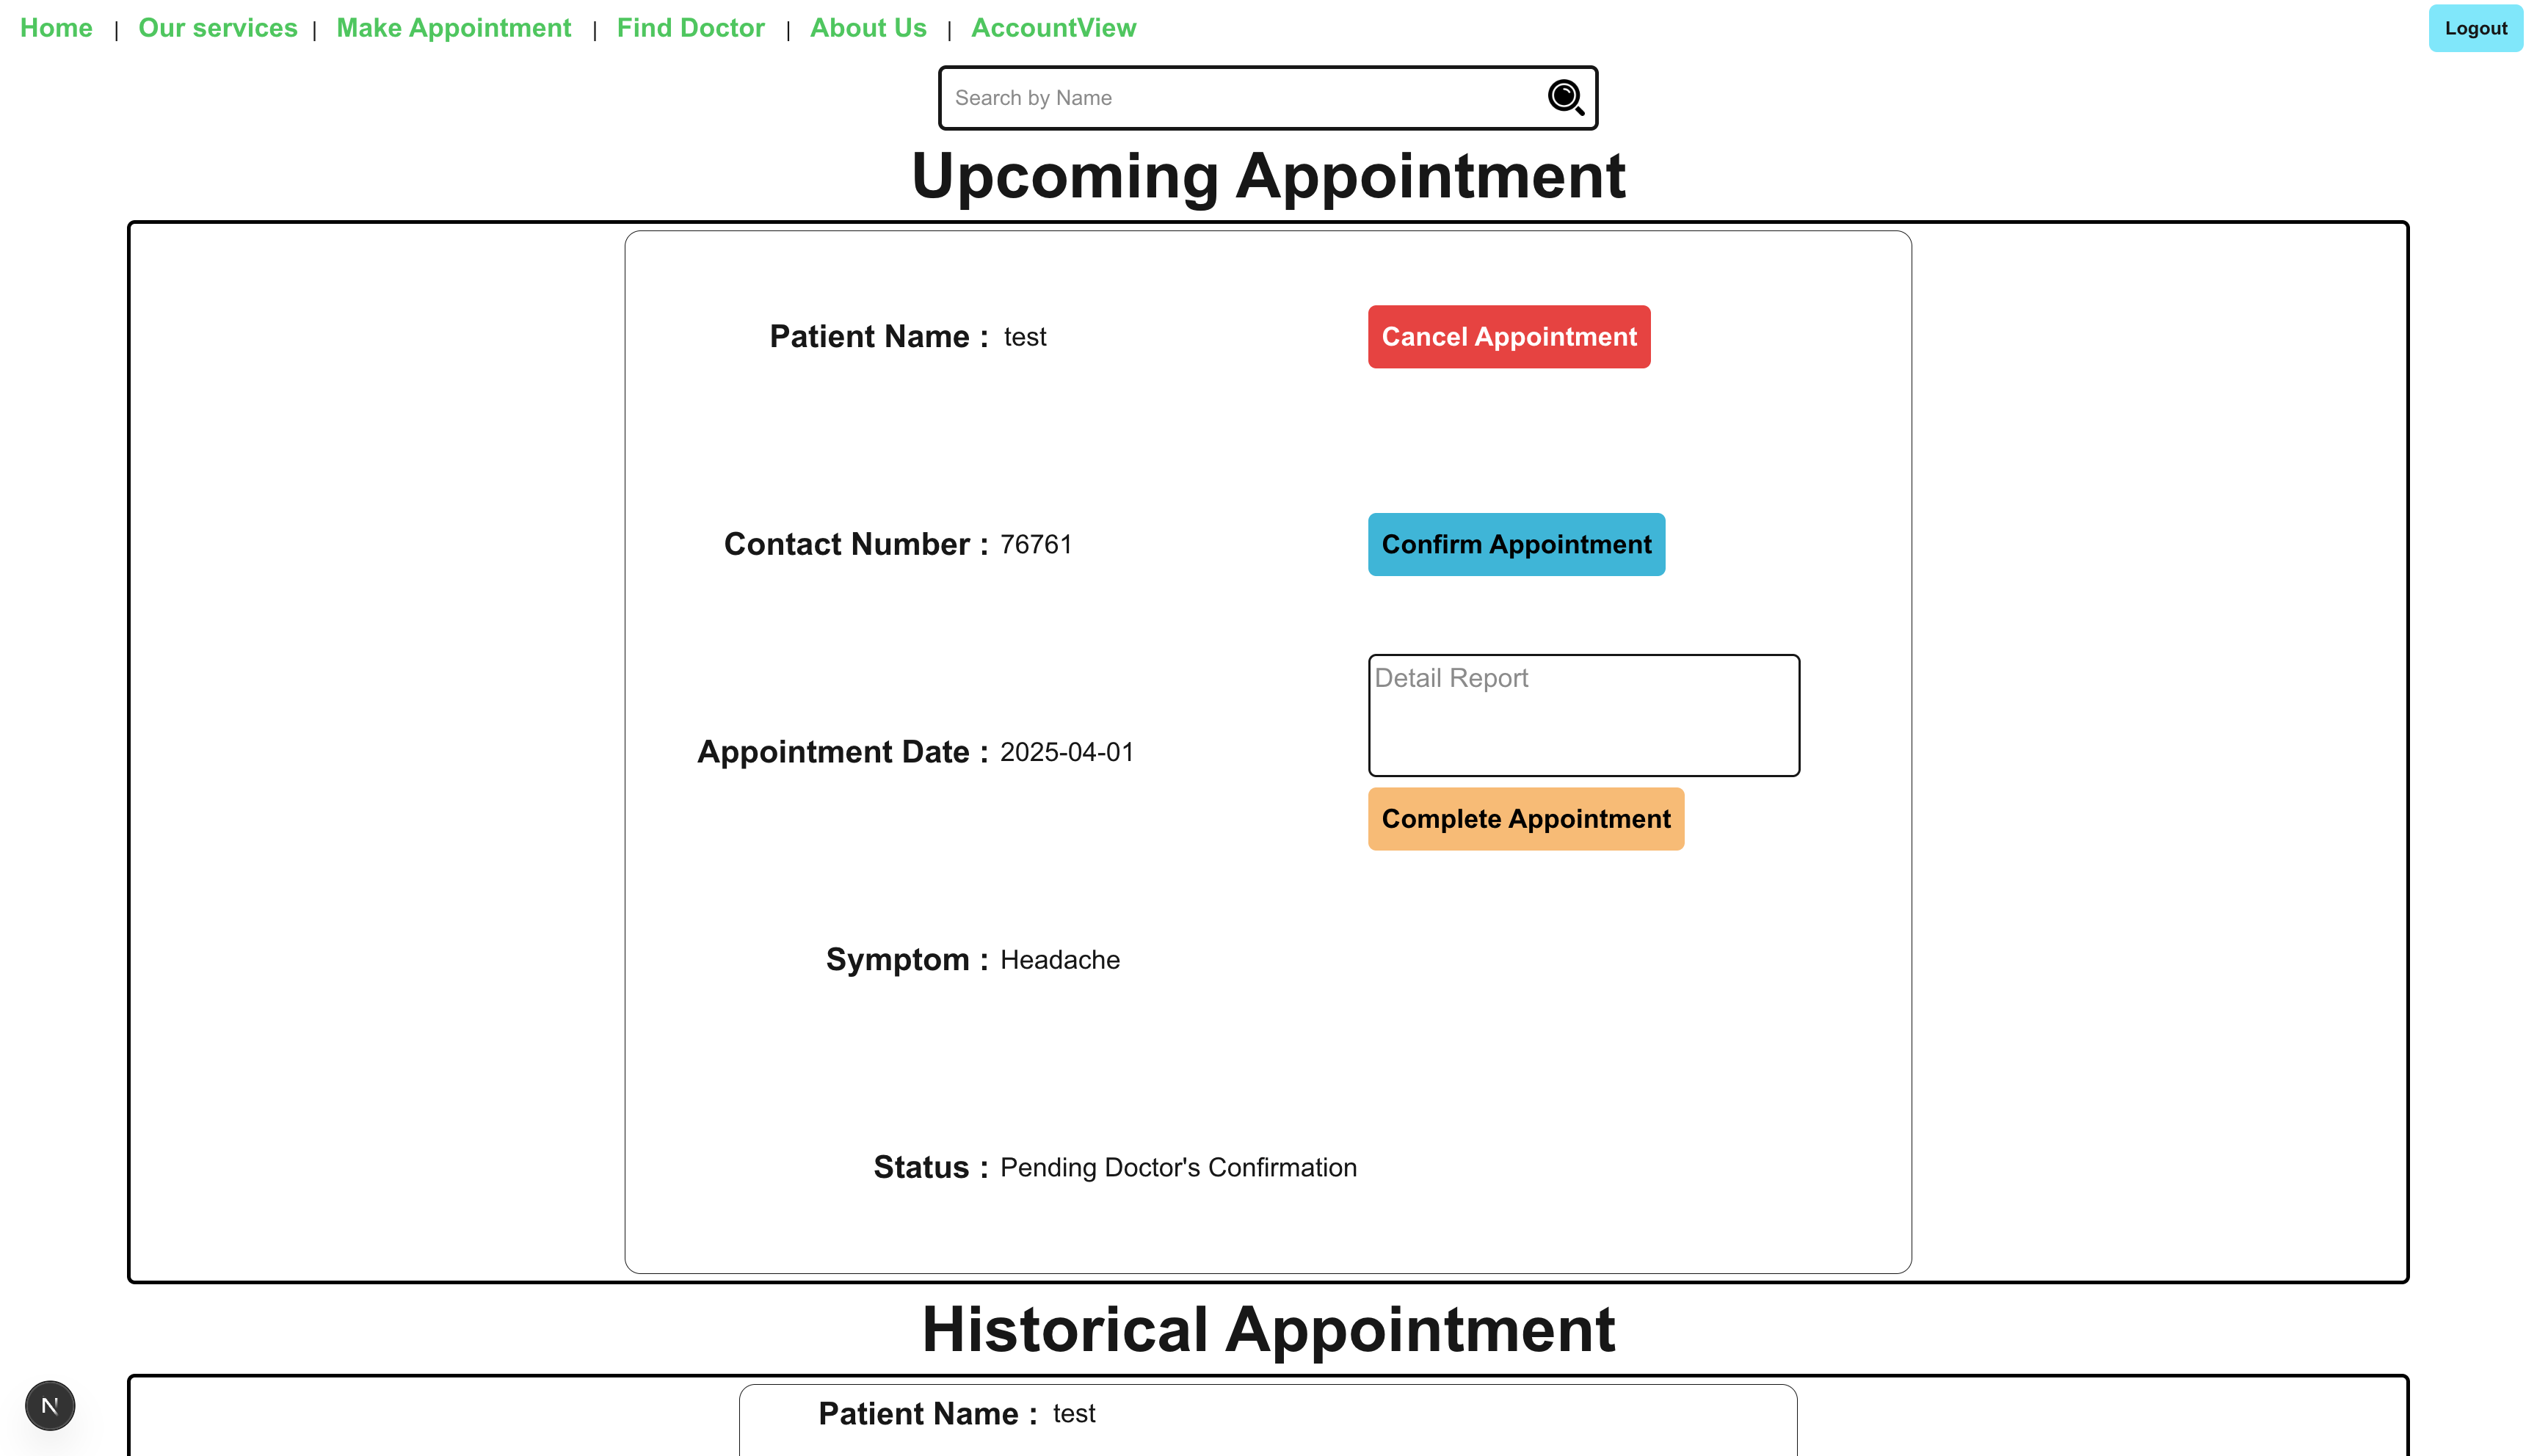 Home | Our services | Make Appointment | Find Doctor | About Us | AccountView Logout
Search by Name
Upcoming Appointment
Patient Name : test Cancel Appointment
Contact Number : 76761 Confirm Appointment
Detail Report
Appointment Date : 2025-04-01
Complete Appointment
Symptom : Headache
Status : Pending Doctor's Confirmation
Historical Appointment
N
Patient Name : test